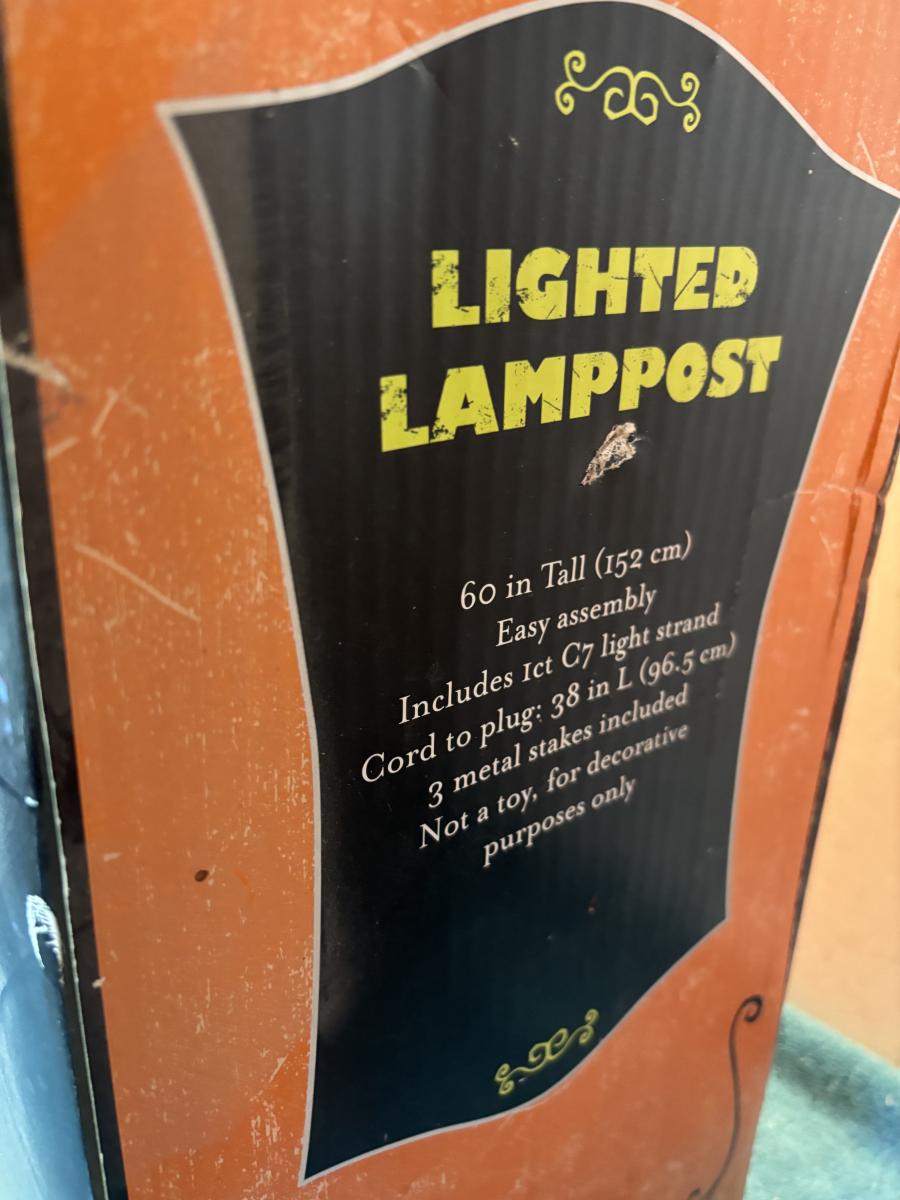 LIGHTED
LAMPPOST
60 in Tall (152 cm)
Easy assembly
Includes 1ct C7 light strand
Cord to plug: 38 in L (96.5 cm)
3 metal stakes included
Not a toy, for decorative
purposes only